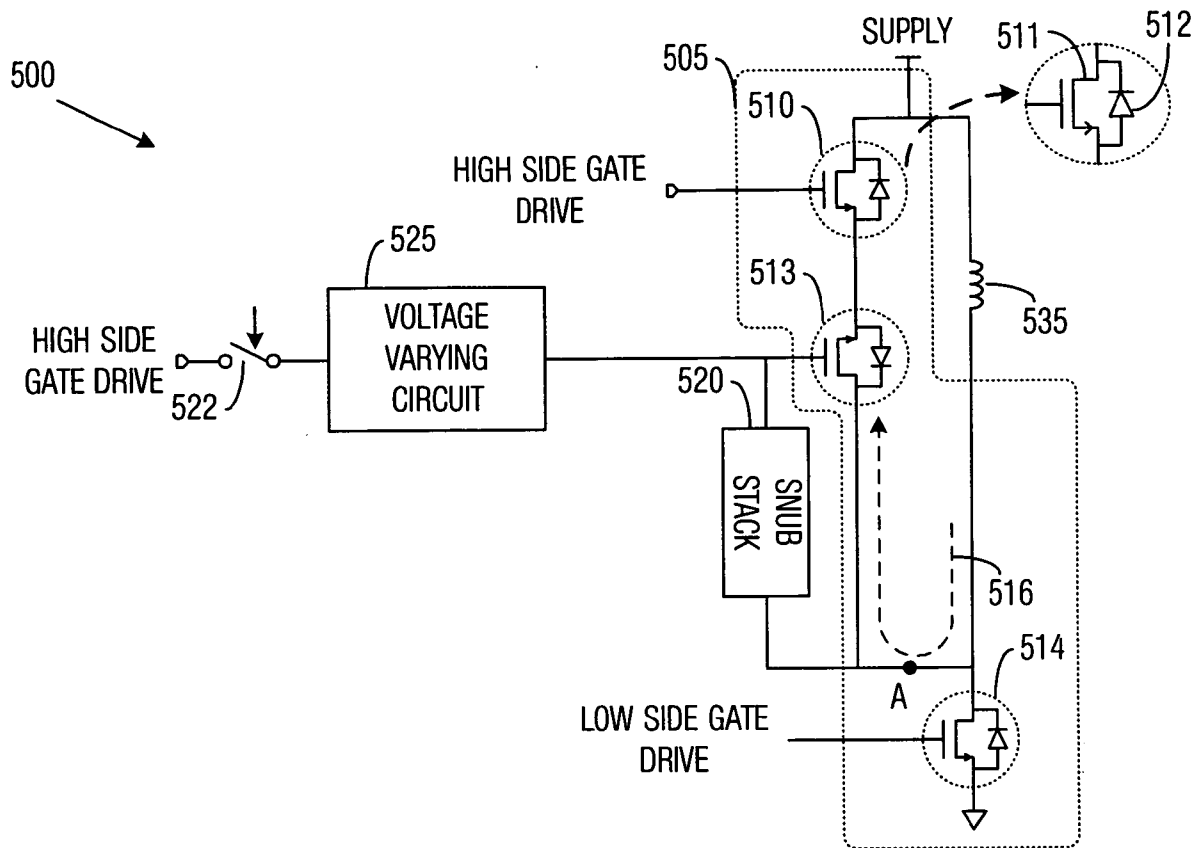 500
505
SUPPLY
511
512
510
HIGH SIDE GATE
DRIVE
525
513
VOLTAGE
VARYING
CIRCUIT
535
HIGH SIDE
GATE DRIVE
522
520
SNUB
STACK
516
514
A
LOW SIDE GATE
DRIVE